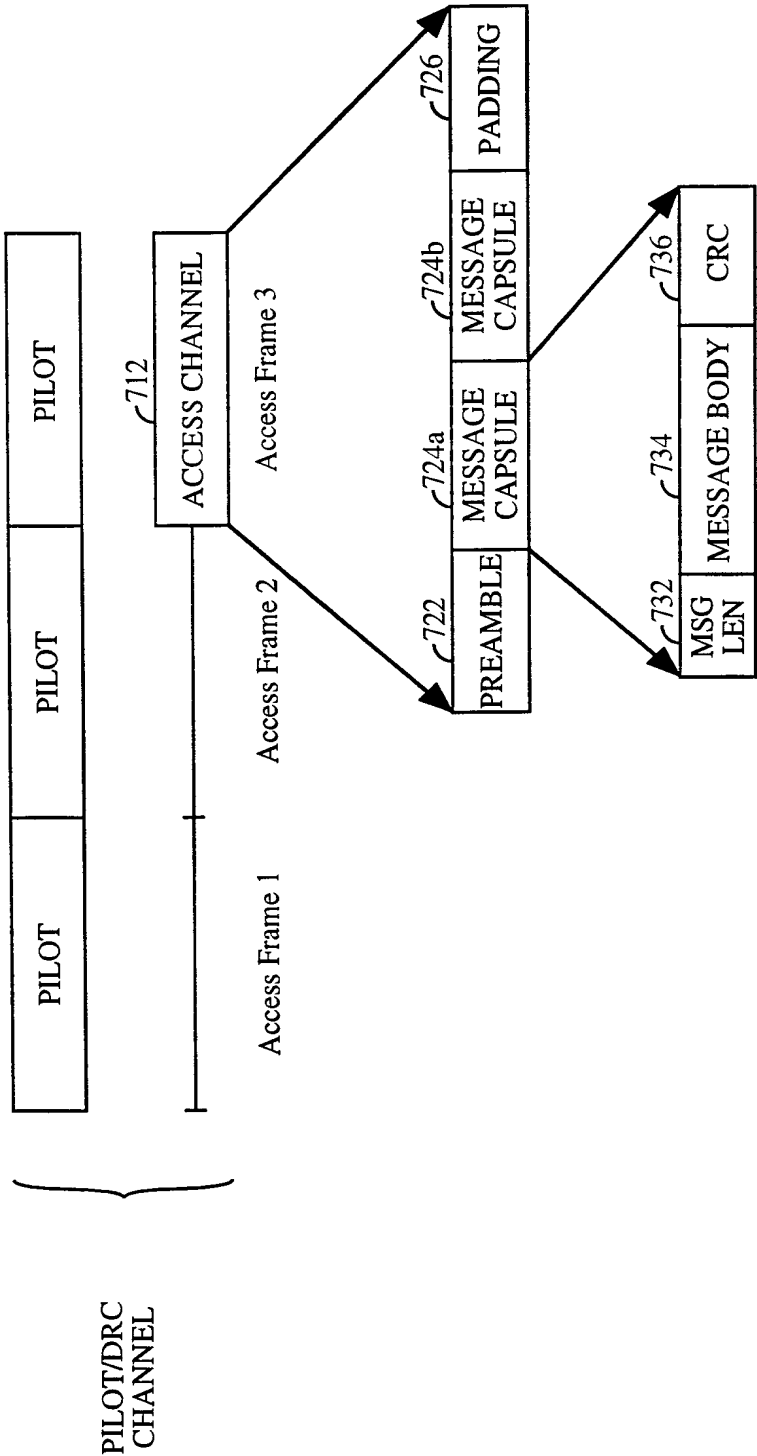 PILOT/DRC
CHANNEL
PILOT
PILOT
PILOT
712
ACCESS CHANNEL
Access Frame 1
Access Frame 2
Access Frame 3
722
724a
724b
726
PREAMBLE
MESSAGE
CAPSULE
MESSAGE
CAPSULE
PADDING
732
734
736
MSG
LEN
MESSAGE BODY
CRC